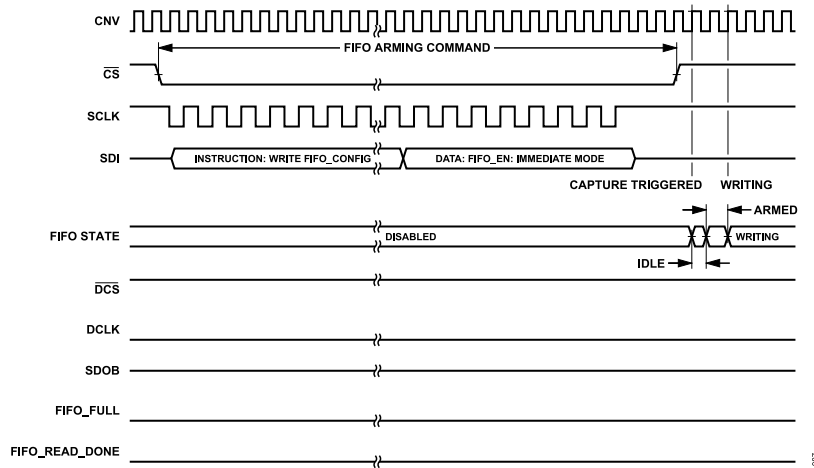 CNV
FIFO ARMING COMMAND
CS
SCLK
SDI
INSTRUCTION: WRITE FIFO_CONFIG
DATA: FIFO_EN: IMMEDIATE MODE
CAPTURE TRIGGERED
WRITING
ARMED
FIFO STATE
DISABLED
WRITING
IDLE
DCS
DCLK
SDOB
FIFO_FULL
FIFO_READ_DONE